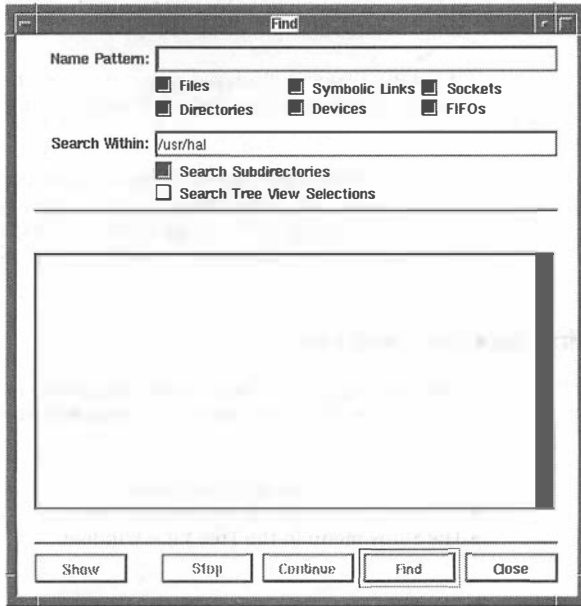 Find
Name Pattern:
Files Symbolic Links Sockets
Directories Devices FIFOs
Search Within: /usr/hal
Search Subdirectories
Search Tree View Selections
Show Stop Continue Find Close